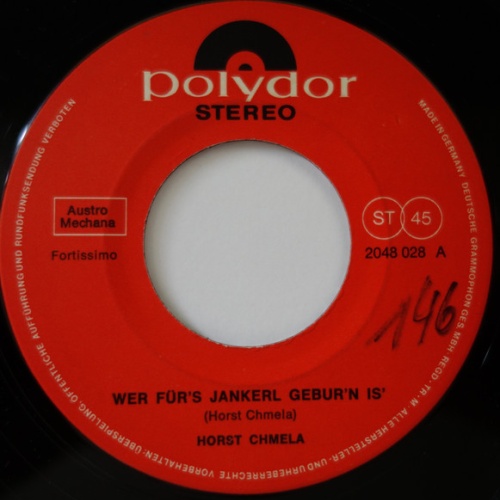 polydor
STEREO
Austro
Mechana
Fortissimo
ST 45
2048 028 A
146
WER FÜR'S JANKERL GEBUR'N IS'
(Horst Chmela)
HORST CHMELA
MADE IN GERMANY DEUTSCHE GRAMMOPHON GES. MBH REGD.-TR.-M. ALLE HERSTELLER- UND URHEBERRECHTE VORBEHALTEN · ÜBERSPIELUNG ÖFFENTLICHE AUFFÜHRUNG UND RUNDFUNKSENDUNG VERBOTEN